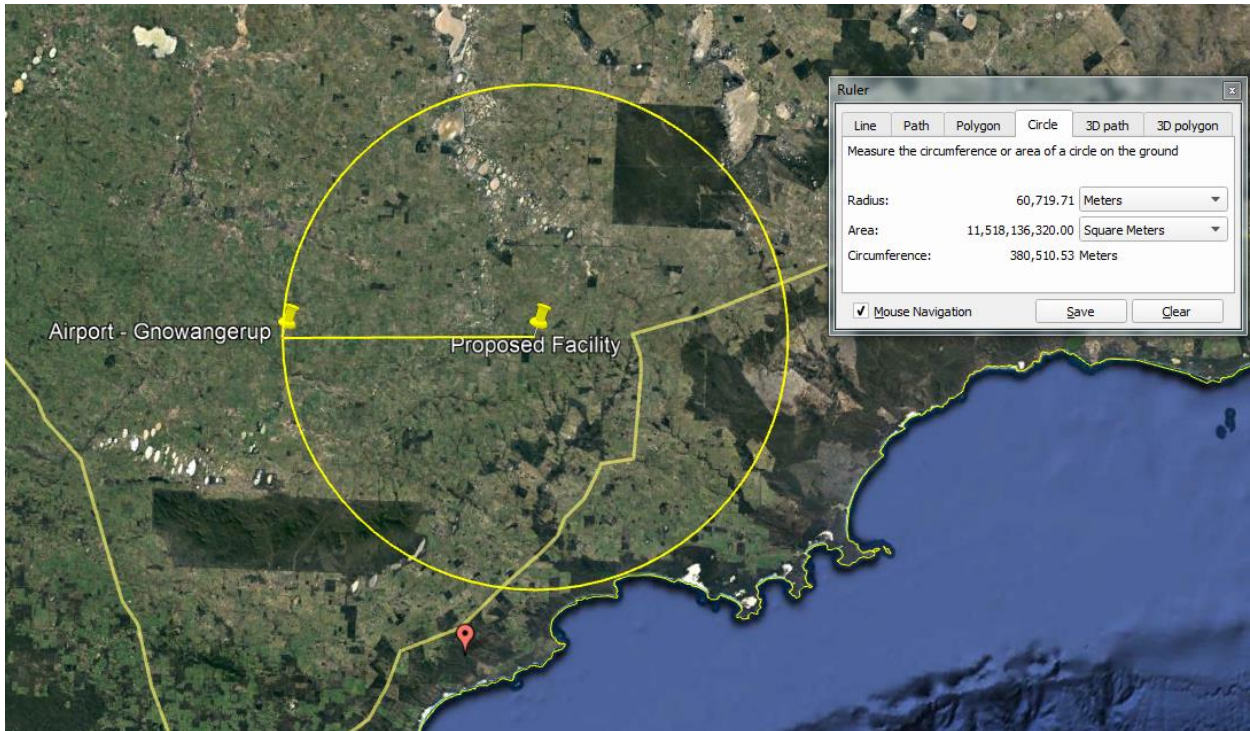 Ruler
Line Path Polygon Circle 3D path 3D polygon
Measure the circumference or area of a circle on the ground
Radius: 60,719.71 Meters
Area: 11,518,136,320.00 Square Meters
Circumference: 380,510.53 Meters
Mouse Navigation Save Clear
Airport - Gnowangerup
Proposed Facility